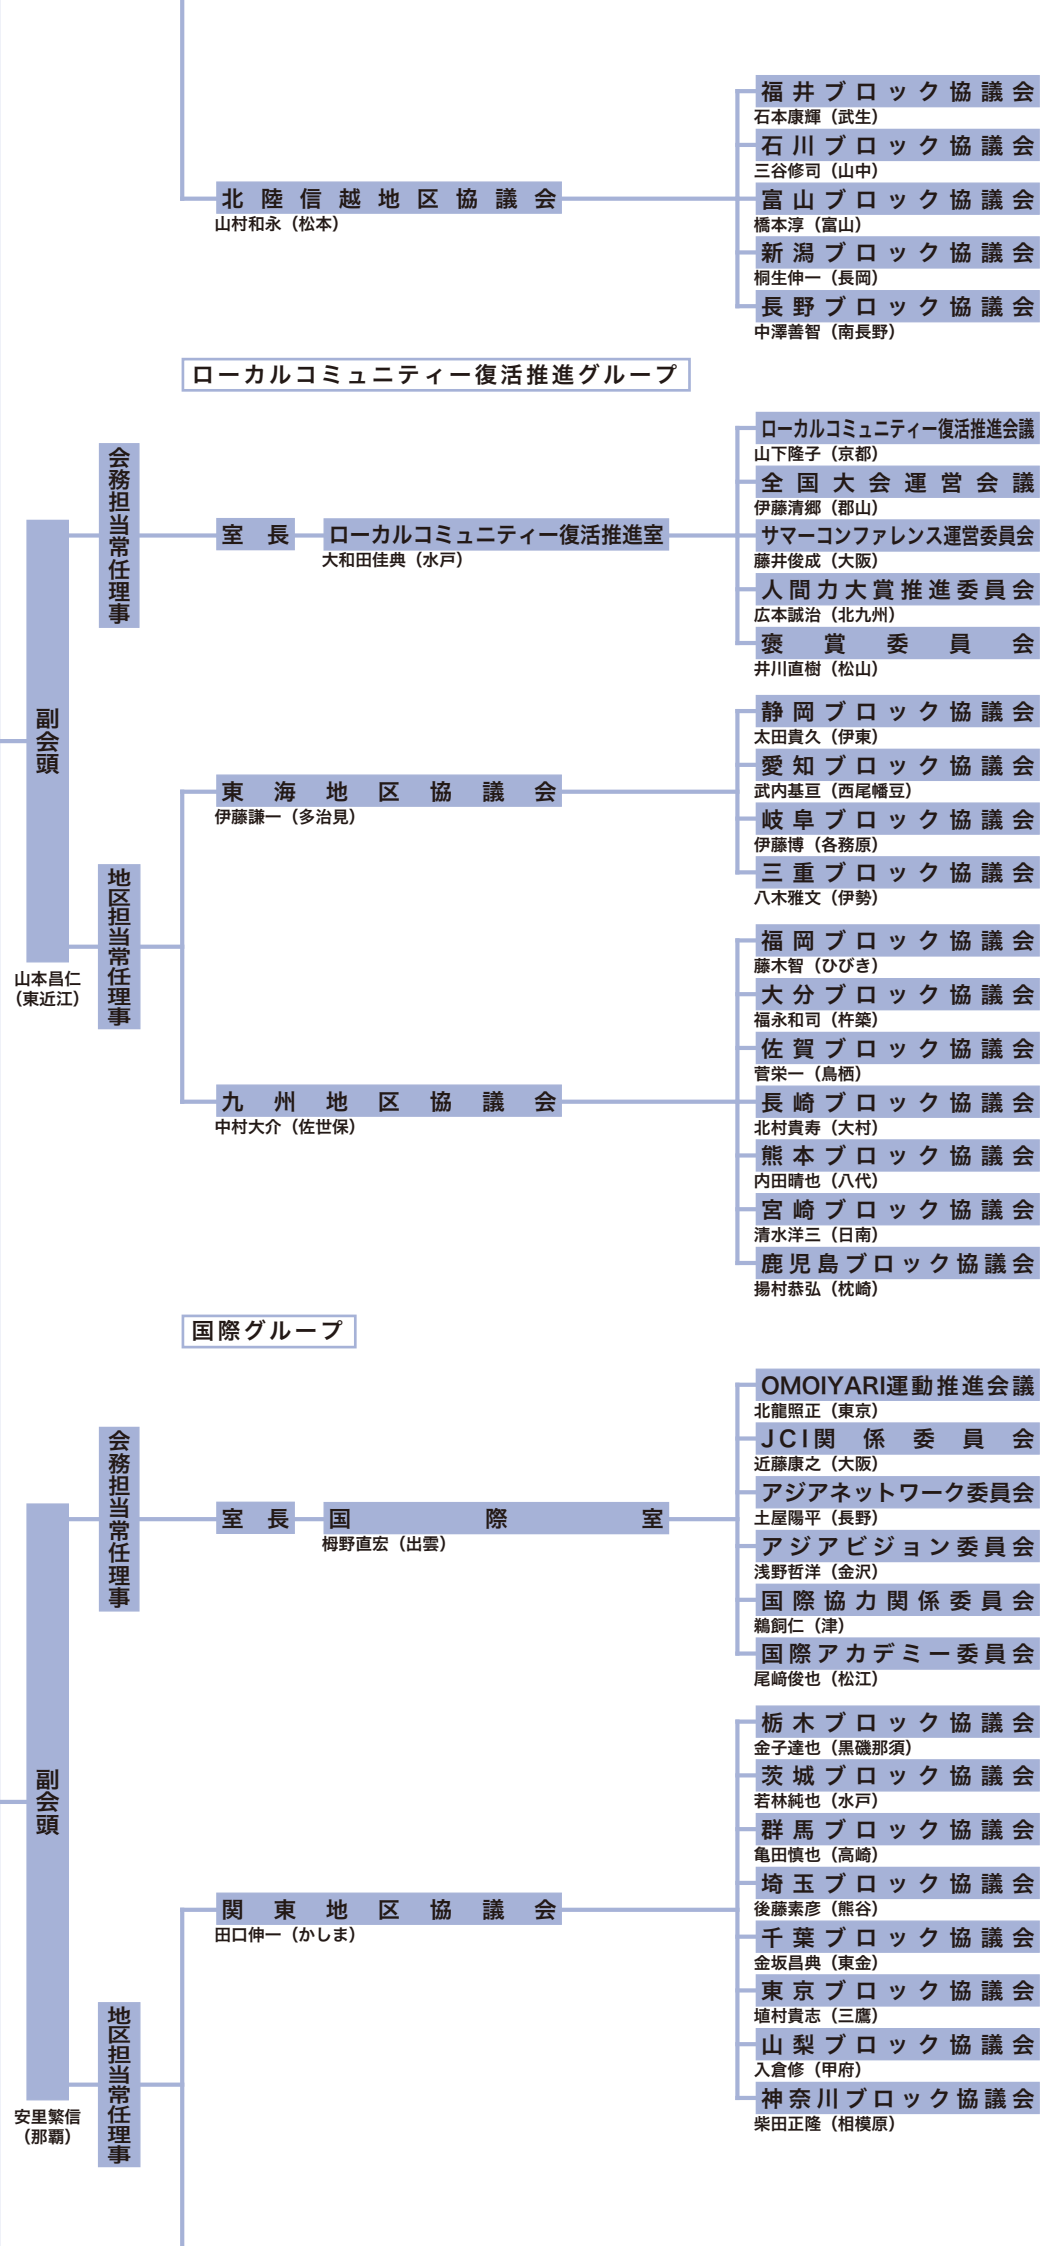 福井ブロック協議会
石本康輝（武生）
石川ブロック協議会
三谷修司（山中）
北陸信越地区協議会
山村和永（松本）
富山ブロック協議会
橋本淳（富山）
新潟ブロック協議会
桐生伸一（長岡）
長野ブロック協議会
中澤善智（南長野）
ローカルコミュニティー復活推進グループ
副会頭
山本昌仁
（東近江）
会務担当常任理事
室長
ローカルコミュニティー復活推進室
大和田佳典（水戸）
ローカルコミュニティー復活推進会議
山下隆子（京都）
全国大会運営会議
伊藤清郷（郡山）
サマーコンファレンス運営委員会
藤井俊成（大阪）
人間力大賞推進委員会
広本誠治（北九州）
褒賞委員会
井川直樹（松山）
地区担当常任理事
東海地区協議会
伊藤謙一（多治見）
静岡ブロック協議会
太田貴久（伊東）
愛知ブロック協議会
武内基亘（西尾幡豆）
岐阜ブロック協議会
伊藤博（各務原）
三重ブロック協議会
八木雅文（伊勢）
九州地区協議会
中村大介（佐世保）
福岡ブロック協議会
藤木智（ひびき）
大分ブロック協議会
福永和司（杵築）
佐賀ブロック協議会
菅栄一（鳥栖）
長崎ブロック協議会
北村貴寿（大村）
熊本ブロック協議会
内田晴也（八代）
宮崎ブロック協議会
清水洋三（日南）
鹿児島ブロック協議会
揚村恭弘（枕崎）
国際グループ
副会頭
安里繁信
（那覇）
会務担当常任理事
室長
国際室
栂野直宏（出雲）
OMOIYARI運動推進会議
北龍照正（東京）
JCI関係委員会
近藤康之（大阪）
アジアネットワーク委員会
土屋陽平（長野）
アジアビジョン委員会
浅野哲洋（金沢）
国際協力関係委員会
鵜飼仁（津）
国際アカデミー委員会
尾﨑俊也（松江）
地区担当常任理事
関東地区協議会
田口伸一（かしま）
栃木ブロック協議会
金子達也（黒磯那須）
茨城ブロック協議会
若林純也（水戸）
群馬ブロック協議会
亀田慎也（高崎）
埼玉ブロック協議会
後藤素彦（熊谷）
千葉ブロック協議会
金坂昌典（東金）
東京ブロック協議会
埴村貴志（三鷹）
山梨ブロック協議会
入倉修（甲府）
神奈川ブロック協議会
柴田正隆（相模原）